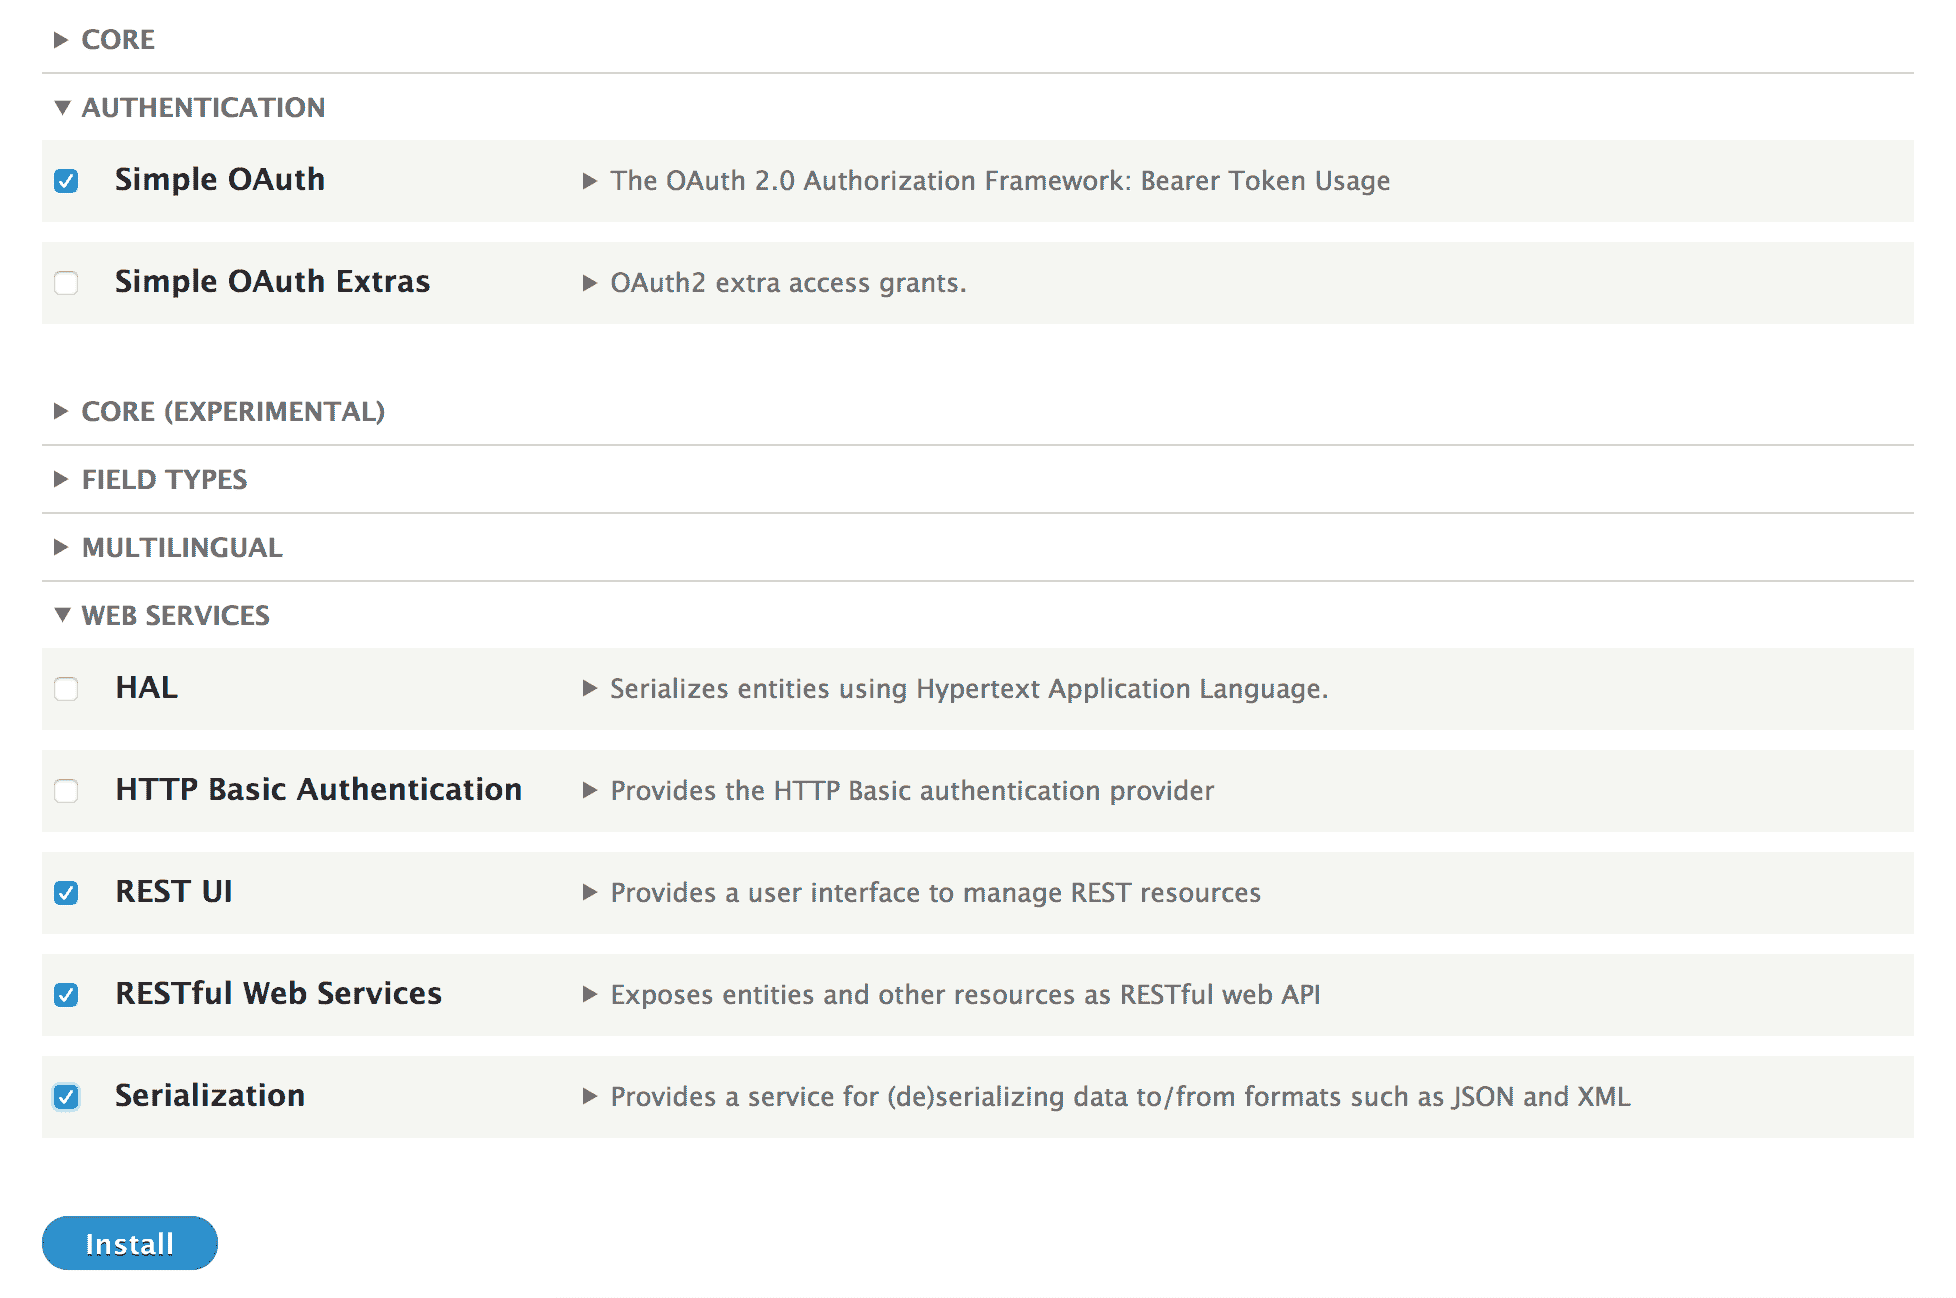 CORE
AUTHENTICATION
Simple OAuth The OAuth 2.0 Authorization Framework: Bearer Token Usage
Simple OAuth Extras OAuth2 extra access grants.
CORE (EXPERIMENTAL)
FIELD TYPES
MULTILINGUAL
WEB SERVICES
HAL Serializes entities using Hypertext Application Language.
HTTP Basic Authentication Provides the HTTP Basic authentication provider
REST UI Provides a user interface to manage REST resources
RESTful Web Services Exposes entities and other resources as RESTful web API
Serialization Provides a service for (de)serializing data to/from formats such as JSON and XML
Install